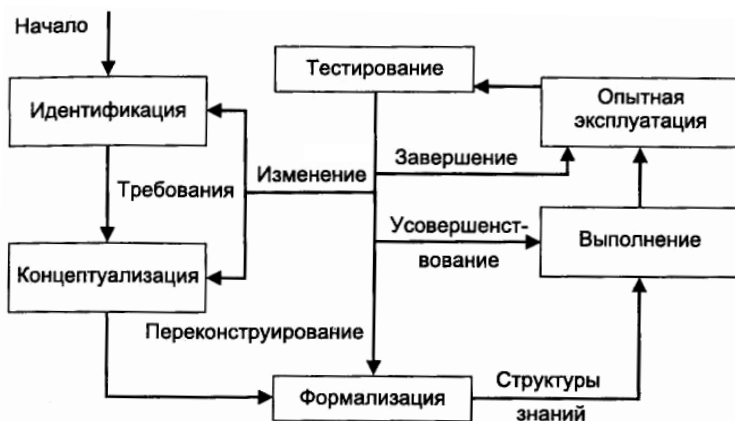 Начало
Тестирование
Идентификация
Опытная
эксплуатация
Завершение
Изменение
Требования
Усовершенст-
вование
Выполнение
Концептуализация
Переконструирование
Формализация
Структуры
знаний